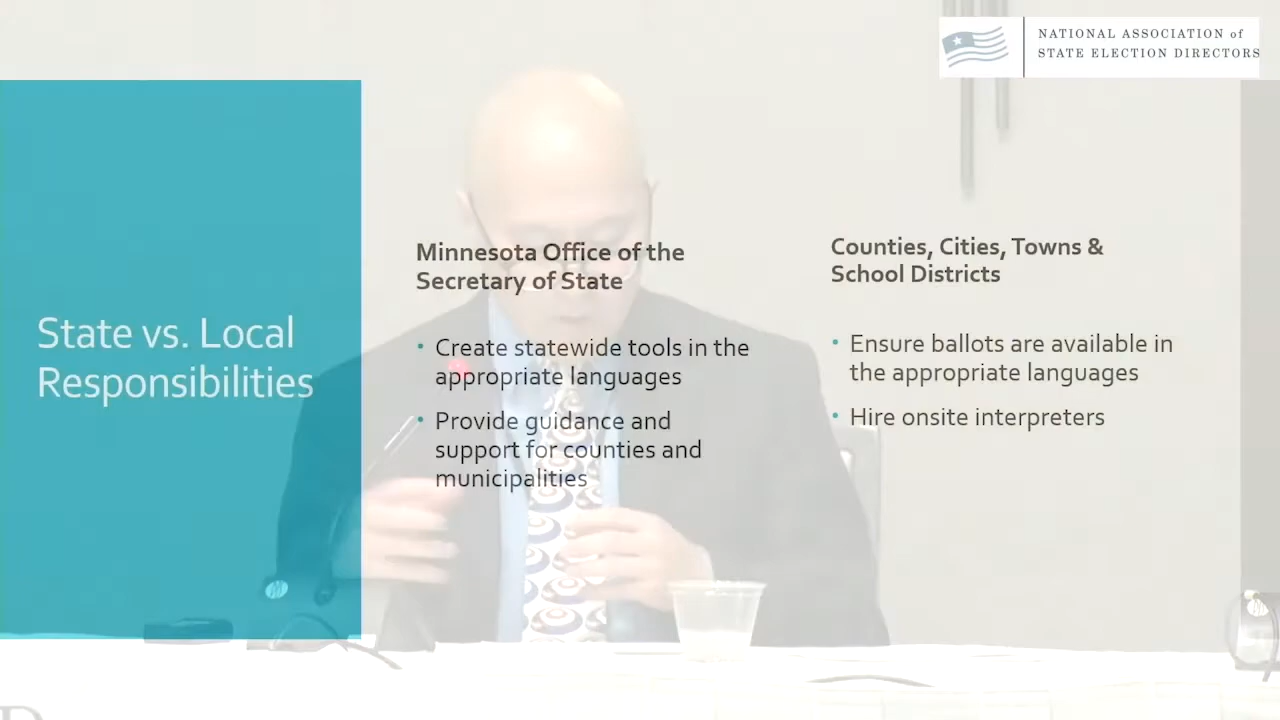 NATIONAL ASSOCIATION of
STATE ELECTION DIRECTORS
State vs. Local
Responsibilities
Minnesota Office of the
Secretary of State
• Create statewide tools in the
appropriate languages
• Provide guidance and
support for counties and
municipalities
Counties, Cities, Towns &
School Districts
• Ensure ballots are available in
the appropriate languages
• Hire onsite interpreters